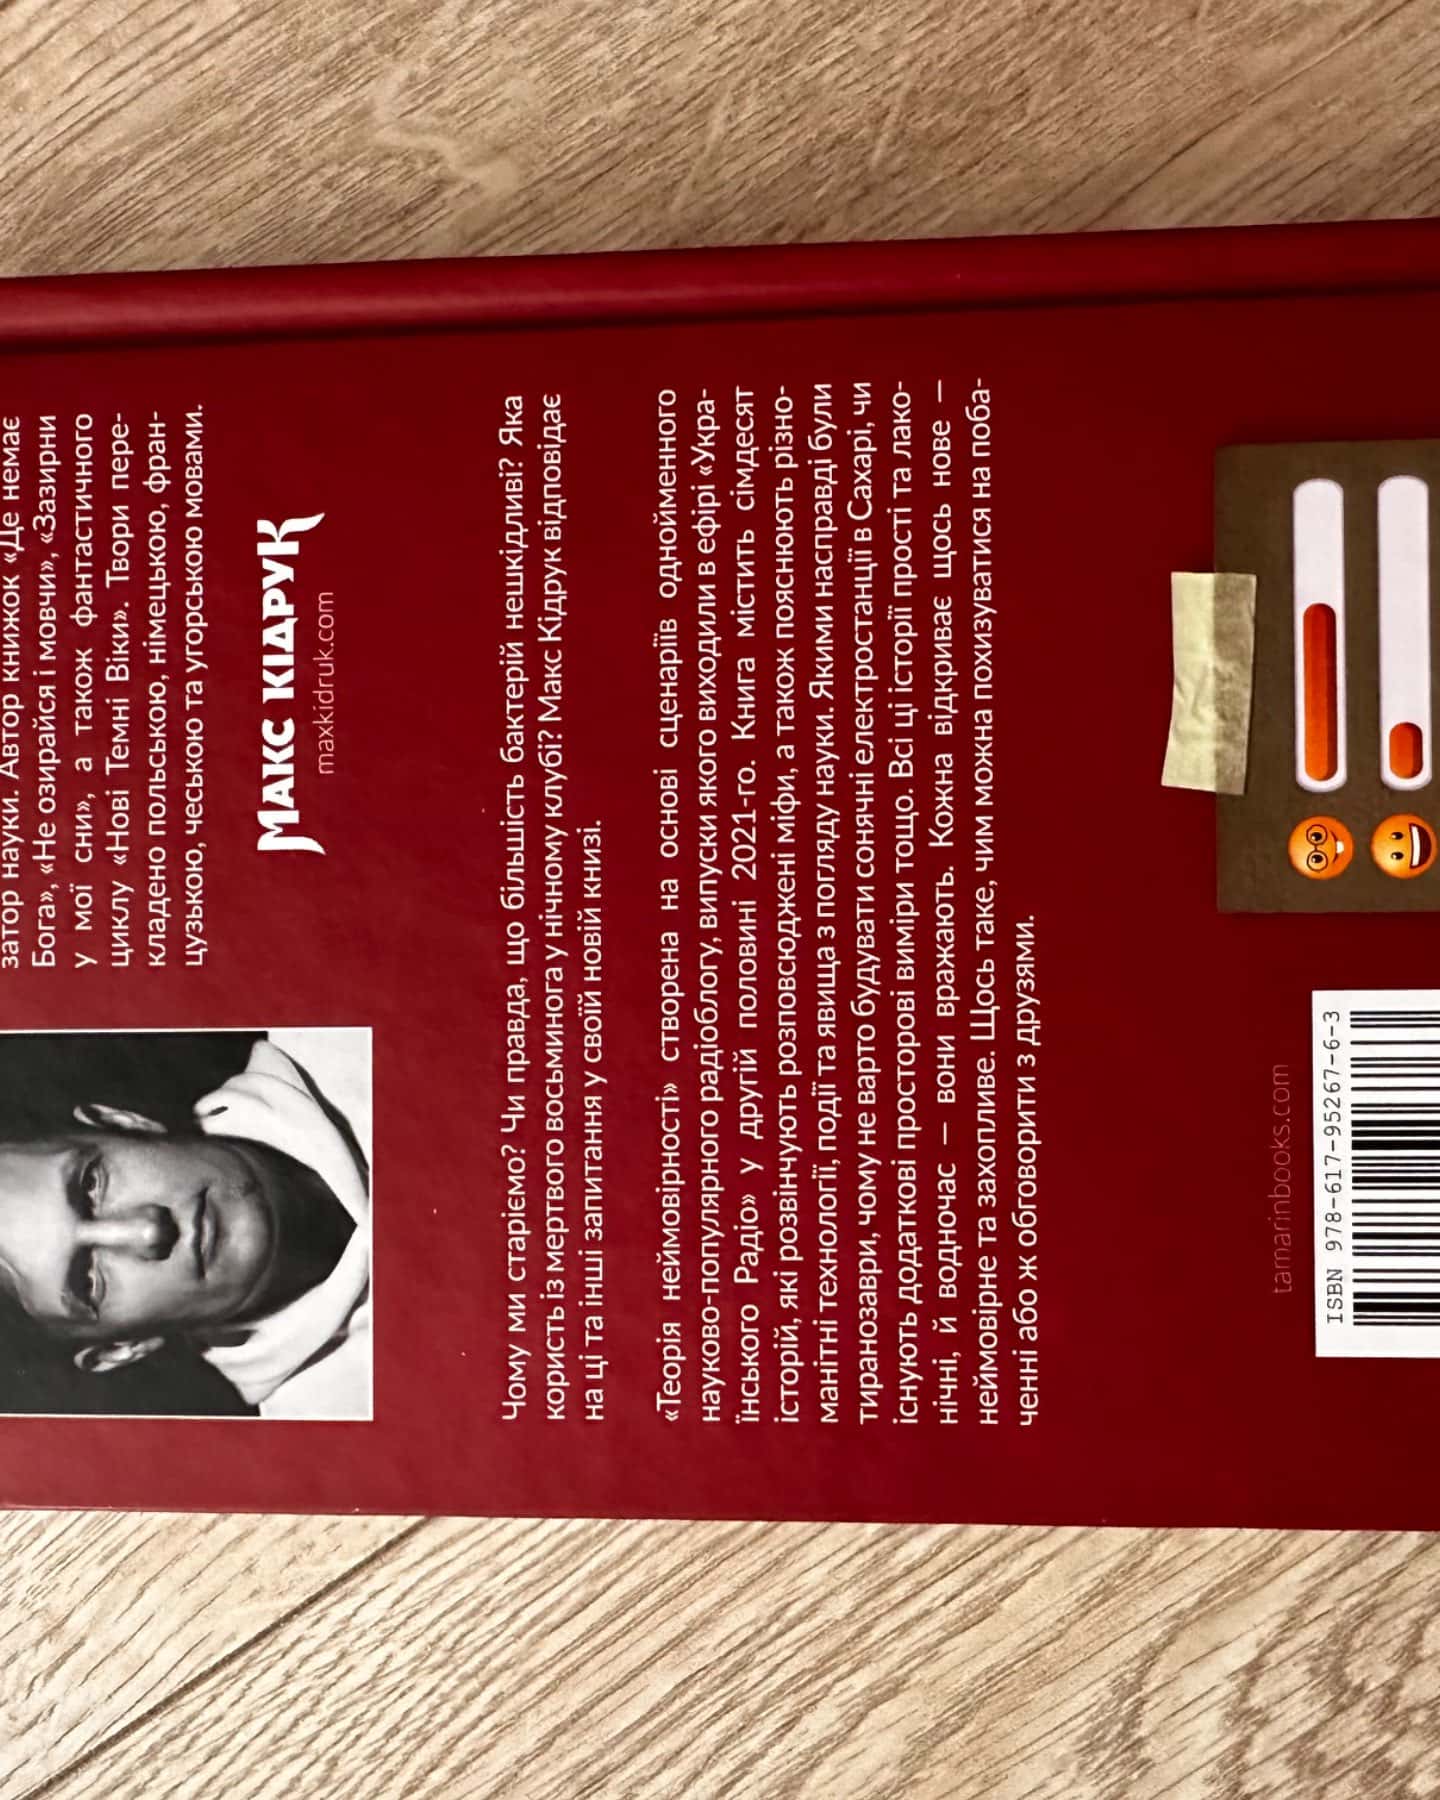 затор науки. Автор книжок «Де немає
Бога», «Не озирайся і мовчи», «Зазирни
у мої сни», а також фантастичного
циклу «Нові Темні Віки». Твори пере-
кладено польською, німецькою, фран-
цузькою, чеською та угорською мовами.
Макс Кідрук
maxkidruk.com
Чому ми старіємо? Чи правда, що більшість бактерій нешкідливі? Яка
користь із мертвого восьминога у нічному клубі? Макс Кідрук відповідає
на ці та інші запитання у своїй новій книзі.
«Теорія неймовірності» створена на основі сценаріїв однойменного
науково-популярного радіоблогу, випуски якого виходили в ефірі «Укра-
їнського Радіо» у другій половині 2021-го. Книга містить сімдесят
історій, які розвінчують розповсюджені міфи, а також пояснюють різно-
манітні технології, події та явища з погляду науки. Якими насправді були
тиранозаври, чому не варто будувати сонячні електростанції в Сахарі, чи
існують додаткові просторові виміри тощо. Всі ці історії прості та лако-
нічні, й водночас — вони вражають. Кожна відкриває щось нове —
неймовірне та захопливе. Щось таке, чим можна похизуватися на поба-
ченні або ж обговорити з друзями.
tamarinbooks.com
ISBN 978-617-95267-6-3